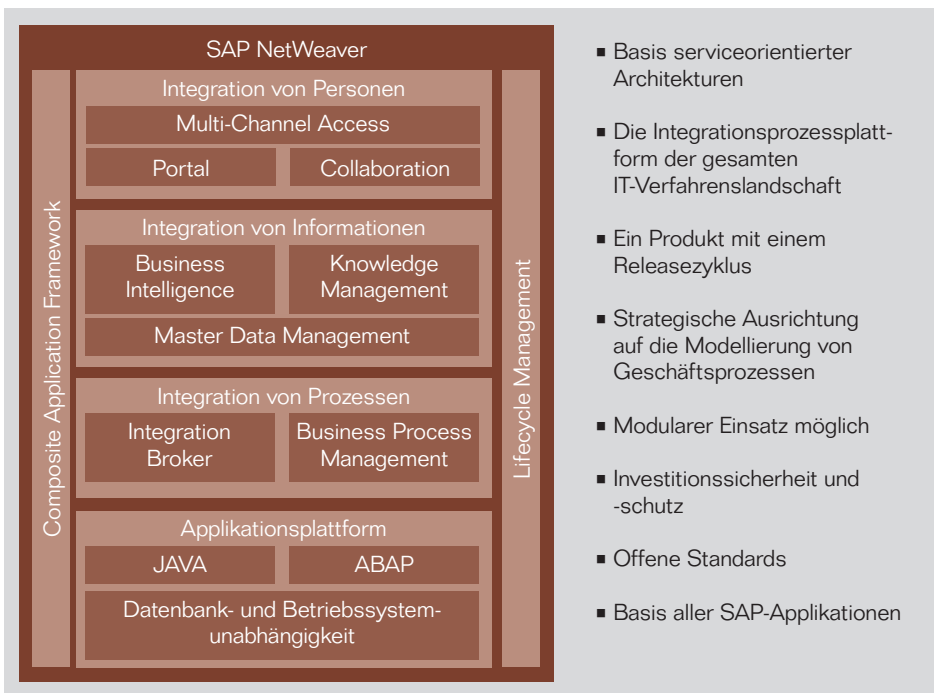 SAP NetWeaver
Composite Application Framework
Integration von Personen
Multi-Channel Access
Portal
Collaboration
Integration von Informationen
Business
Intelligence
Knowledge
Management
Master Data Management
Integration von Prozessen
Integration
Broker
Business Process
Management
Applikationsplattform
JAVA
ABAP
Datenbank- und Betriebssystem-
unabhängigkeit
Lifecycle Management
▪ Basis serviceorientierter
Architekturen
▪ Die Integrationsprozessplatt-
form der gesamten
IT-Verfahrenslandschaft
▪ Ein Produkt mit einem
Releasezyklus
▪ Strategische Ausrichtung
auf die Modellierung von
Geschäftsprozessen
▪ Modularer Einsatz möglich
▪ Investitionssicherheit und
-schutz
▪ Offene Standards
▪ Basis aller SAP-Applikationen